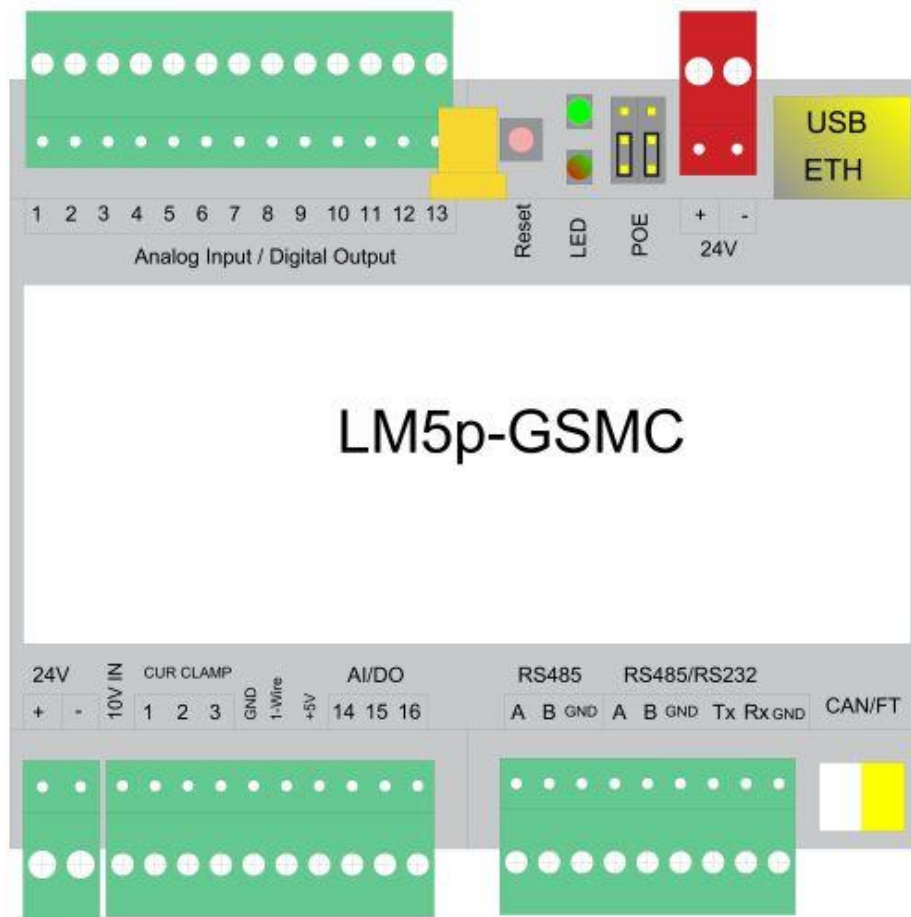 USB
ETH
1 2 3 4 5 6 7 8 9 10 11 12 13
Analog Input / Digital Output
Reset
LED
POE
+ -
24V
LM5p-GSMC
24V
+ -
10V IN
CUR CLAMP
1 2 3
GND
1-Wire
+5V
AI/DO
14 15 16
RS485
A B GND
RS485/RS232
A B GND Tx Rx GND
CAN/FT